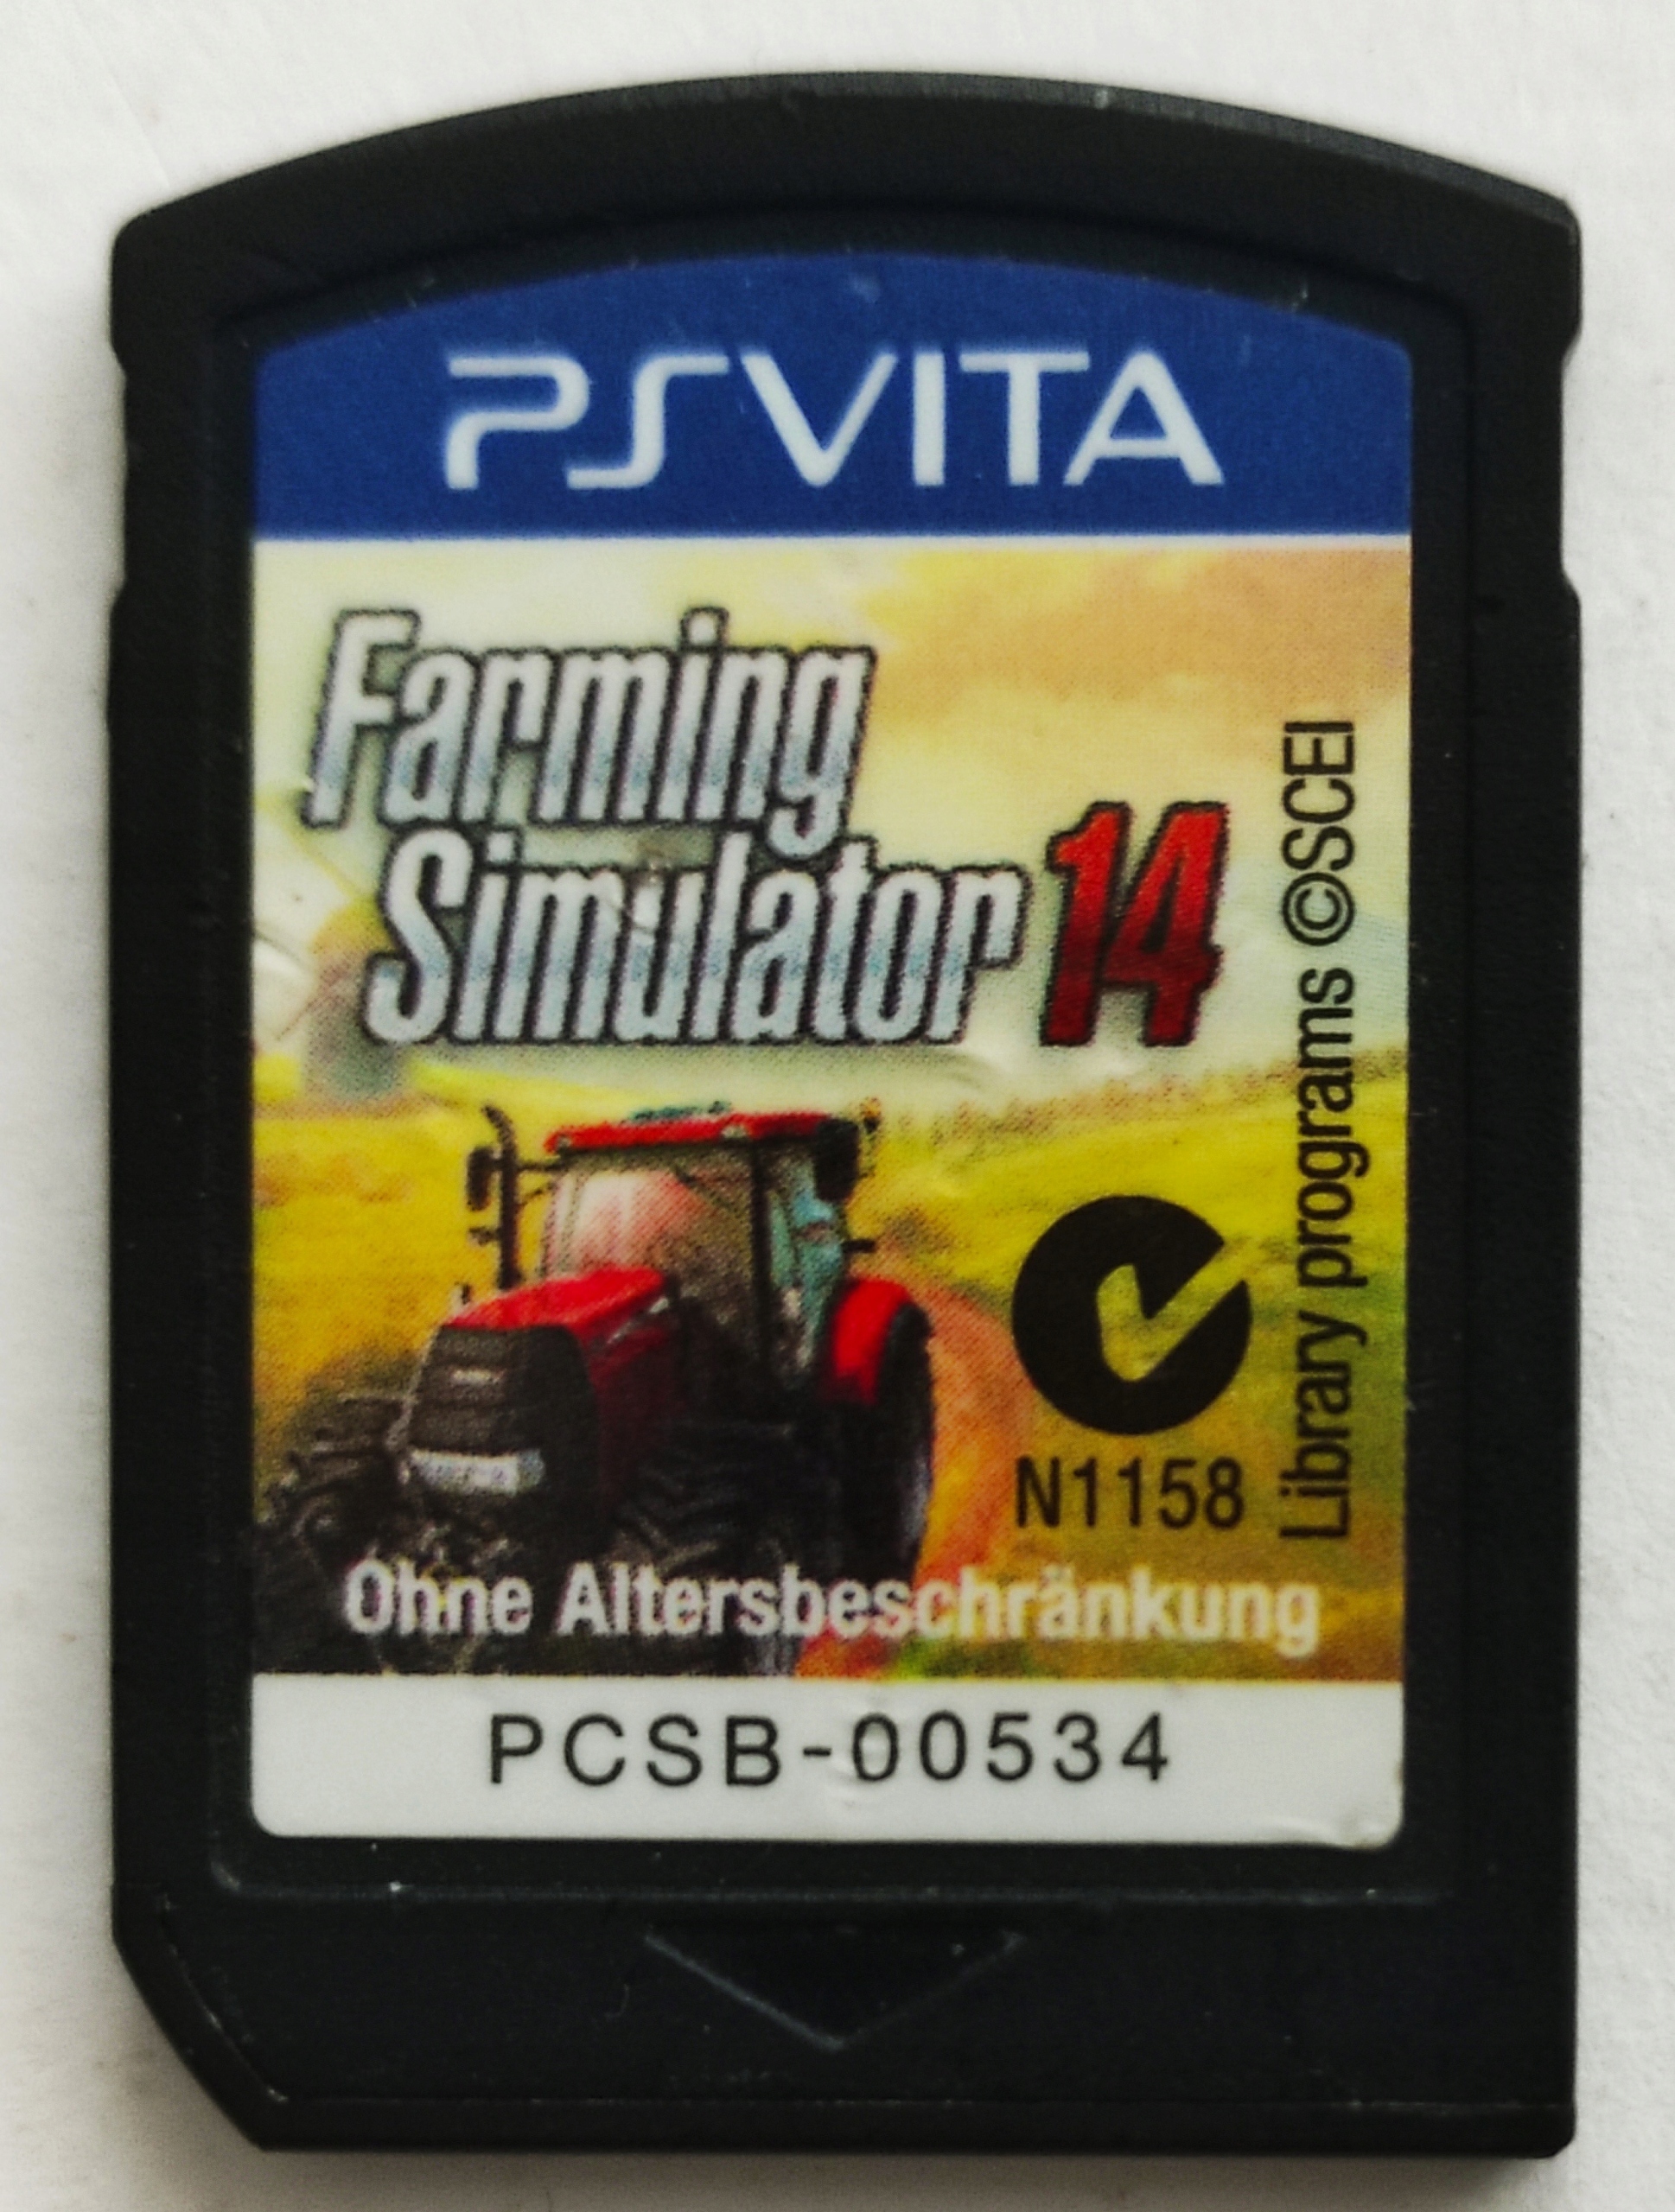 PSVITA
Farming
Simulator 14
Library programs ©SCEI
N1158
Ohne Altersbeschränkung
PCSB-00534